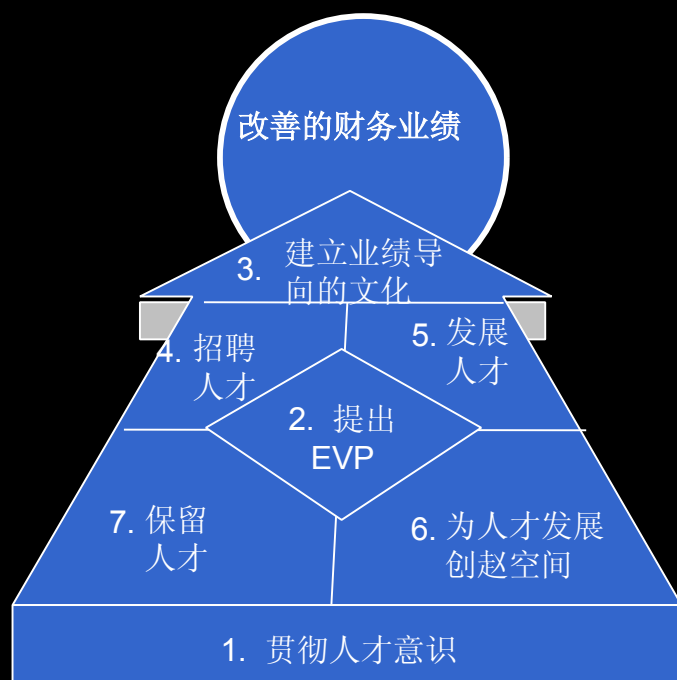 改善的财务业绩
3. 建立业绩导
向的文化
4. 招聘
人才
5. 发展
人才
2. 提出
EVP
7. 保留
人才
6. 为人才发展
创赵空间
1. 贯彻人才意识